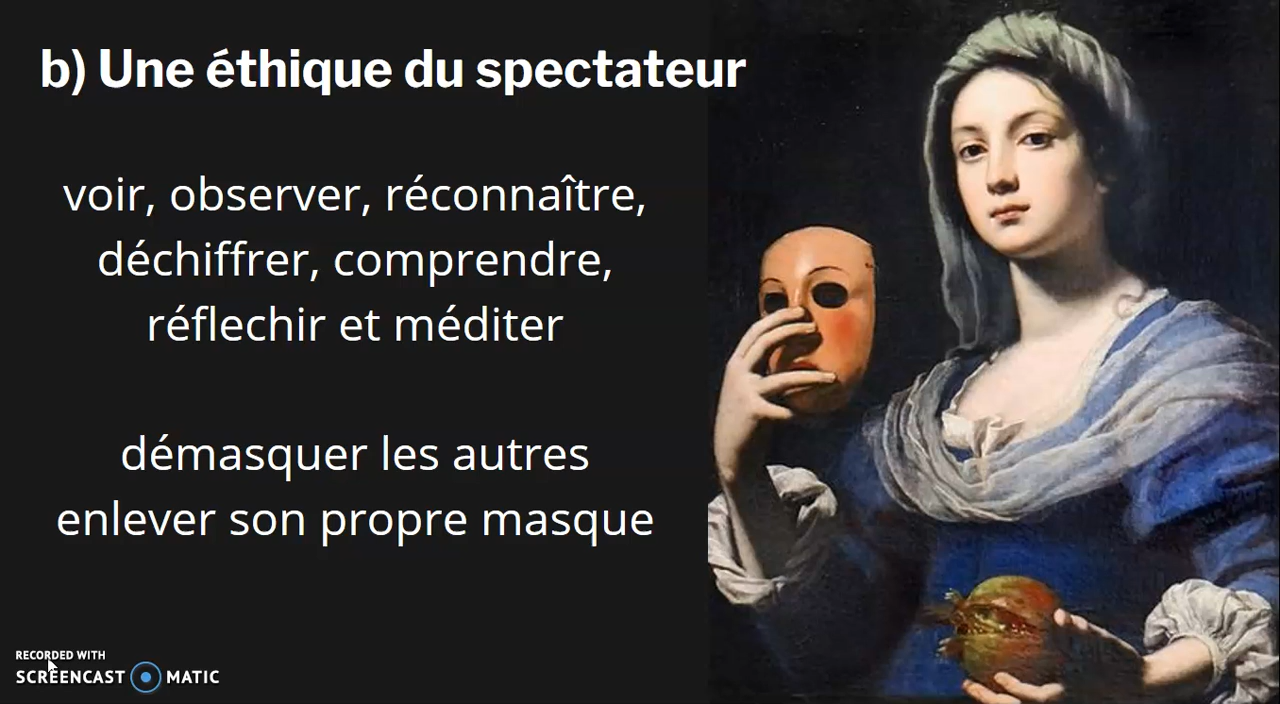 b) Une éthique du spectateur
voir, observer, réconnaître,
déchiffrer, comprendre,
réflechir et méditer
démasquer les autres
enlever son propre masque
RECORDED WITH
SCREENCAST MATIC